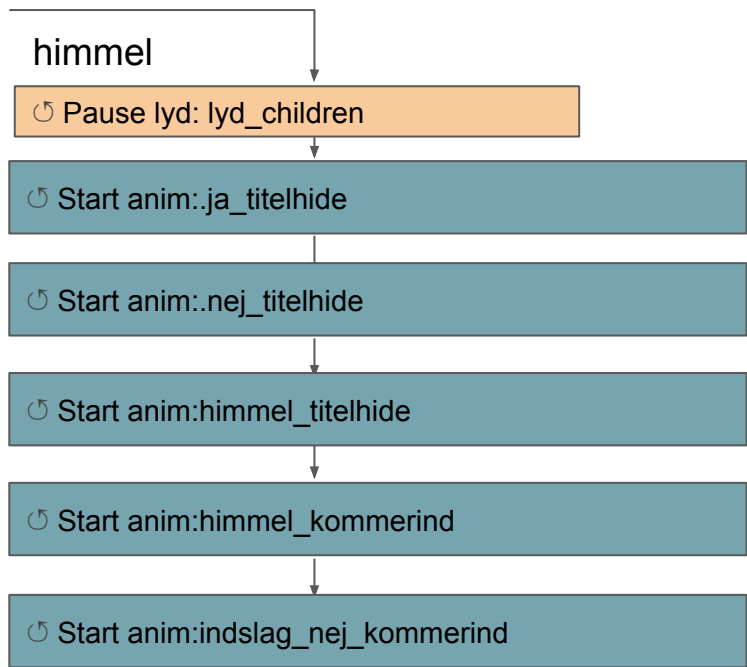 himmel
↺ Pause lyd: lyd_children
↺ Start anim:.ja_titelhide
↺ Start anim:.nej_titelhide
↺ Start anim:himmel_titelhide
↺ Start anim:himmel_kommerind
↺ Start anim:indslag_nej_kommerind